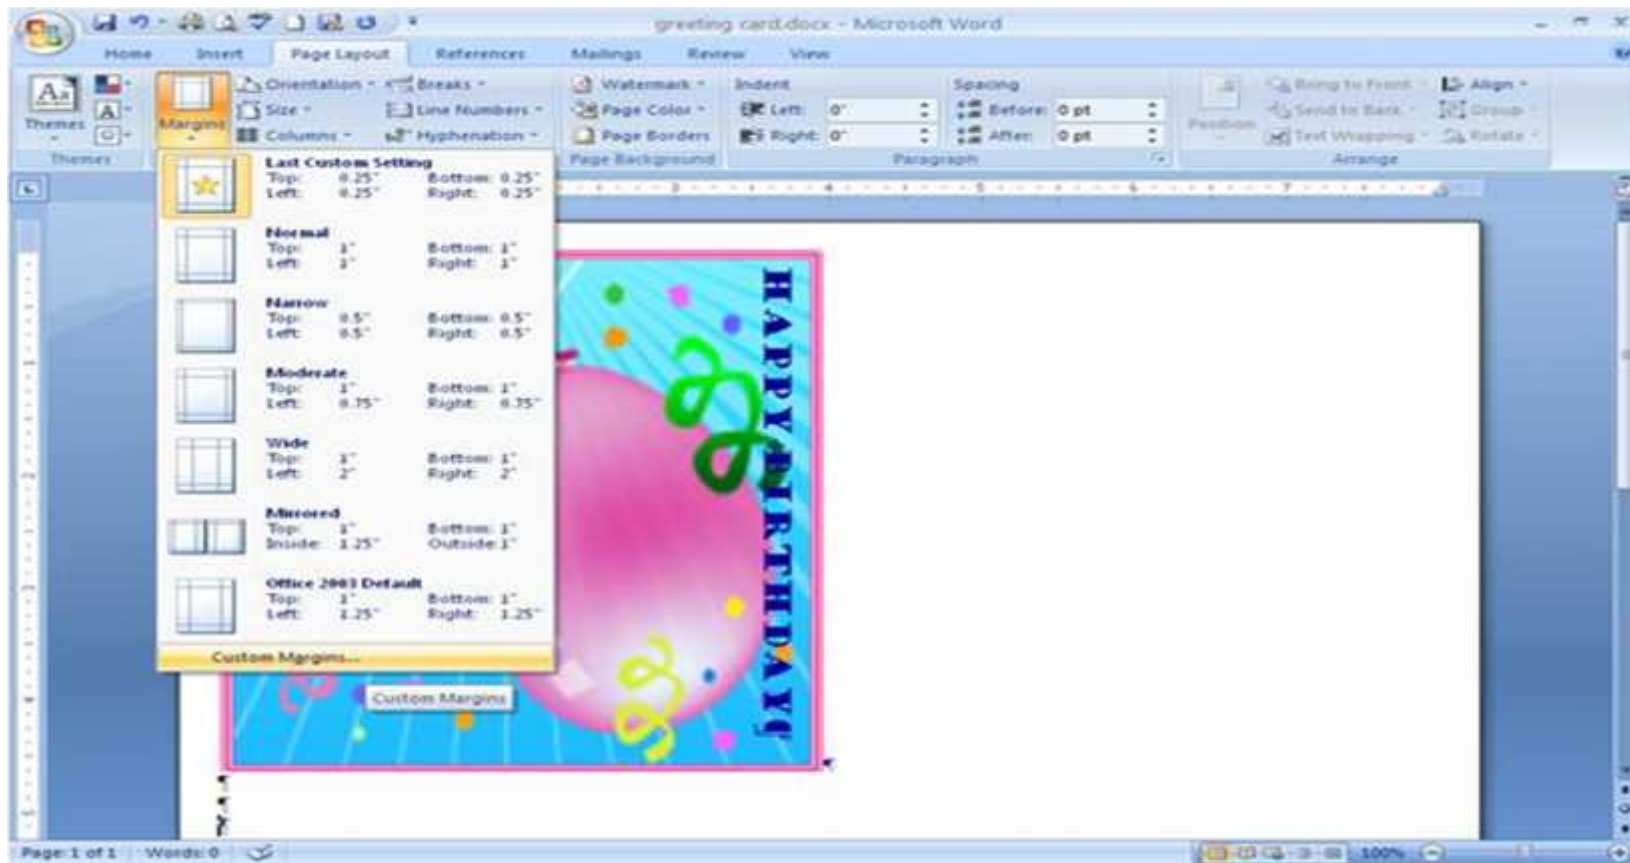 greeting card.docx - Microsoft Word
Home Insert Page Layout References Mailings Review View
Aa Themes A Margins Orientation Breaks Watermark Indent Spacing Bring to Front Align
Size Line Numbers Page Color Left: 0" Before: 0 pt Position Send to Back Group
Columns Hyphenation Page Borders Right: 0" After: 0 pt Text Wrapping Rotate
Themes Page Background Paragraph Arrange
3 4 5 6 7
Last Custom Setting
Top: 0.25" Bottom: 0.25"
Left: 0.25" Right: 0.25"
Normal
Top: 1" Bottom: 1"
Left: 1" Right: 1"
Narrow
Top: 0.5" Bottom: 0.5"
Left: 0.5" Right: 0.5"
Moderate
Top: 1" Bottom: 1"
Left: 0.75" Right: 0.75"
Wide
Top: 1" Bottom: 1"
Left: 2" Right: 2"
Mirrored
Top: 1" Bottom: 1"
Inside: 1.25" Outside: 1"
Office 2003 Default
Top: 1" Bottom: 1"
Left: 1.25" Right: 1.25"
Custom Margins...
Custom Margins
HAPPY BIRTHDAY
Page: 1 of 1 Words: 0 100%